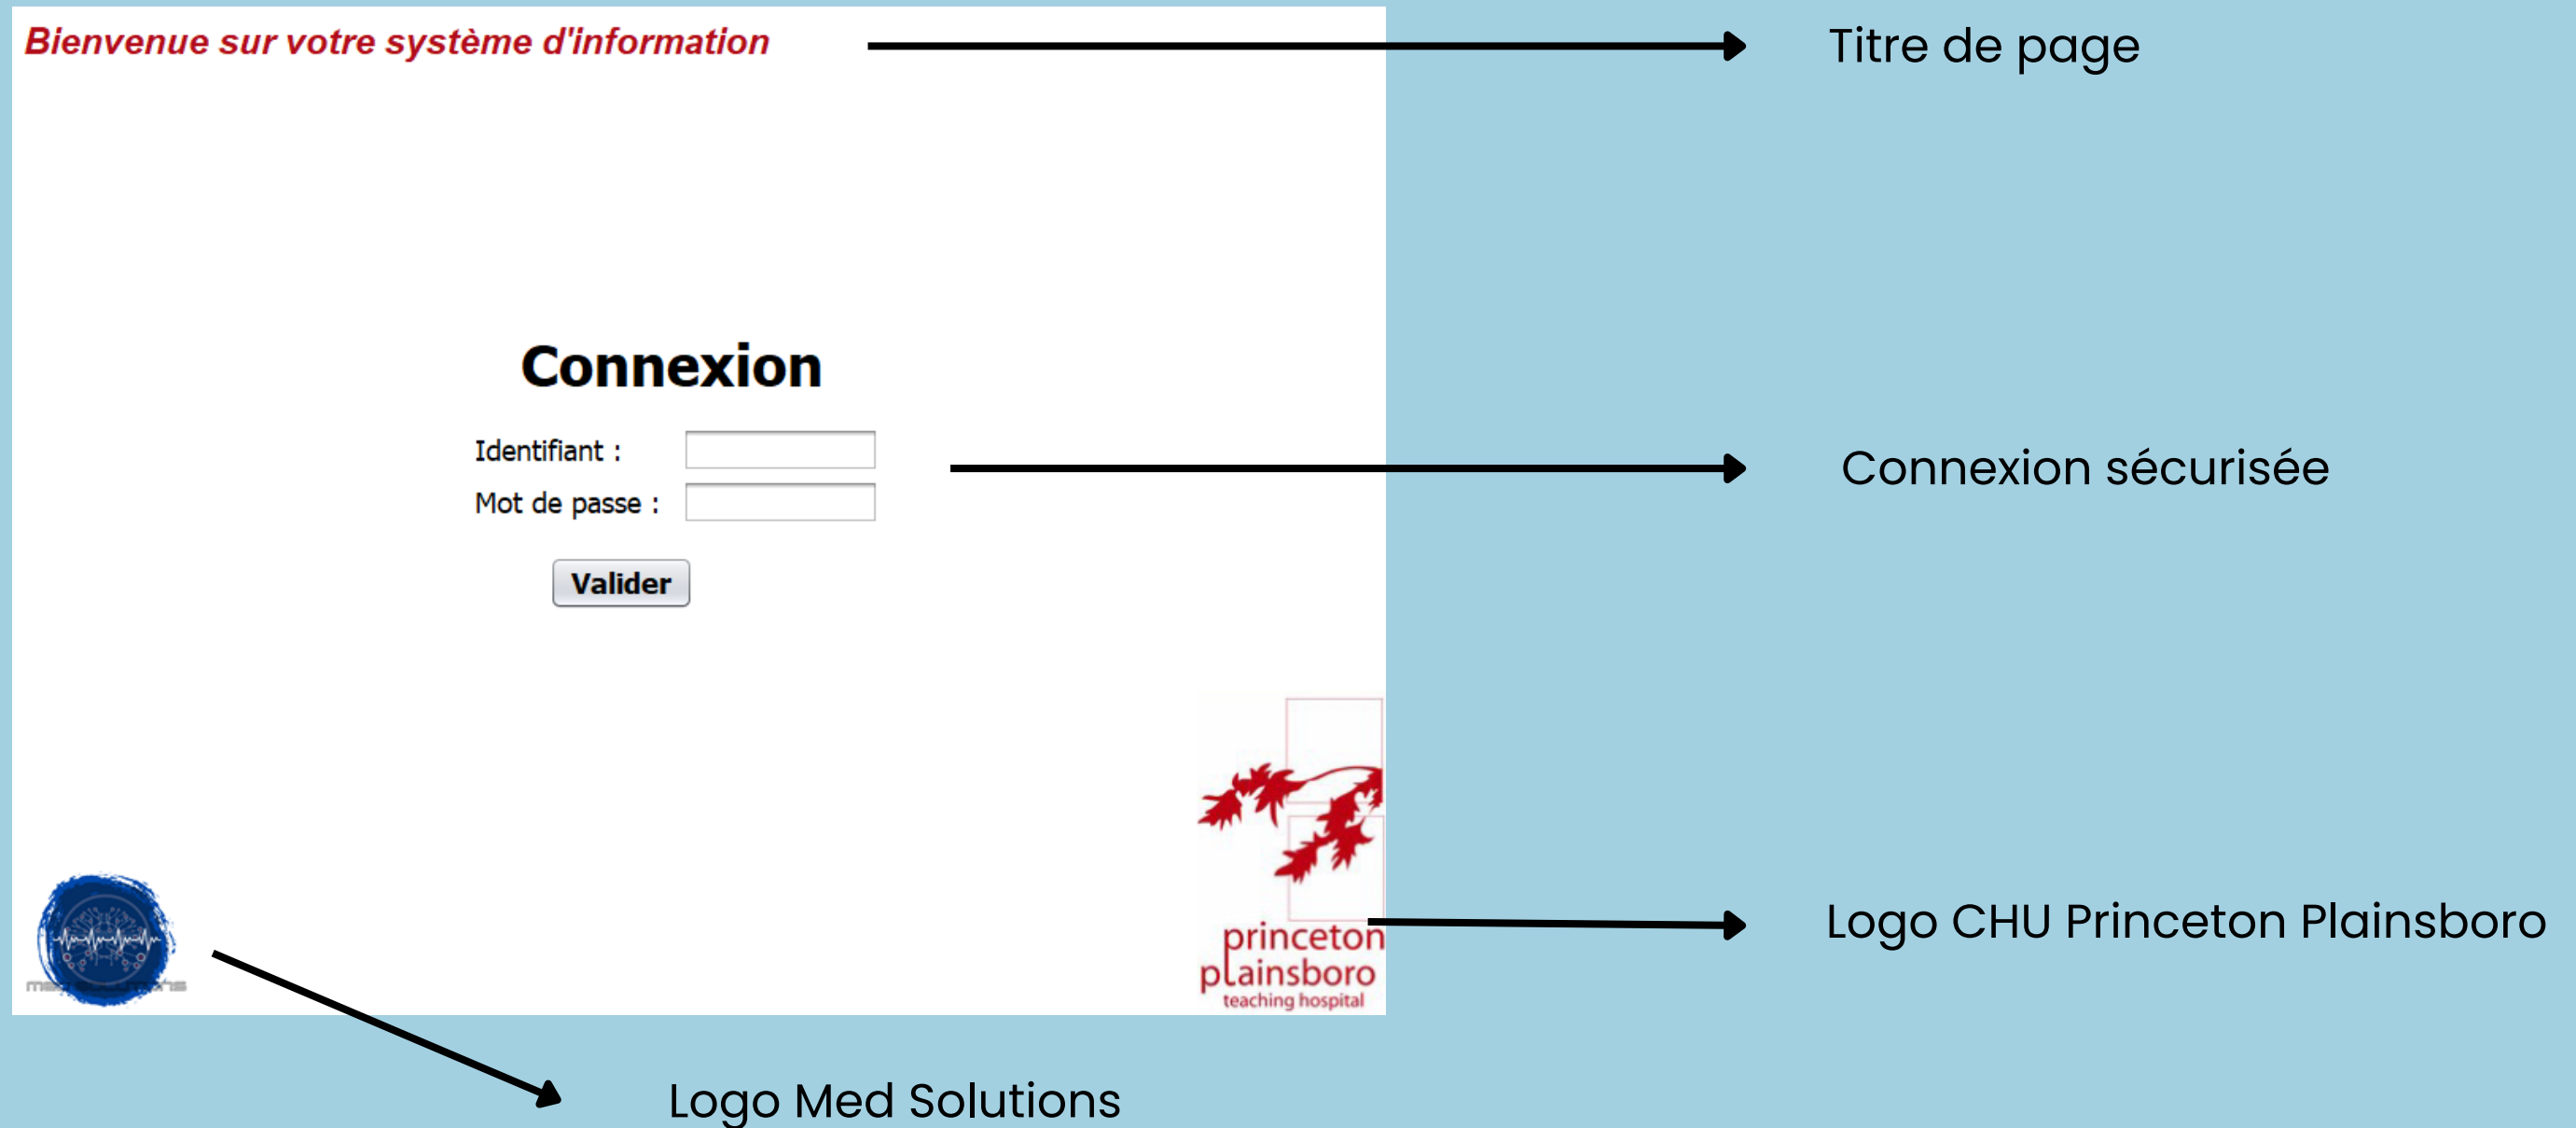 Bienvenue sur votre système d'information
Titre de page
Connexion
Identifiant :
Mot de passe :
Connexion sécurisée
Valider
princeton
plainsboro
teaching hospital
Logo CHU Princeton Plainsboro
Logo Med Solutions